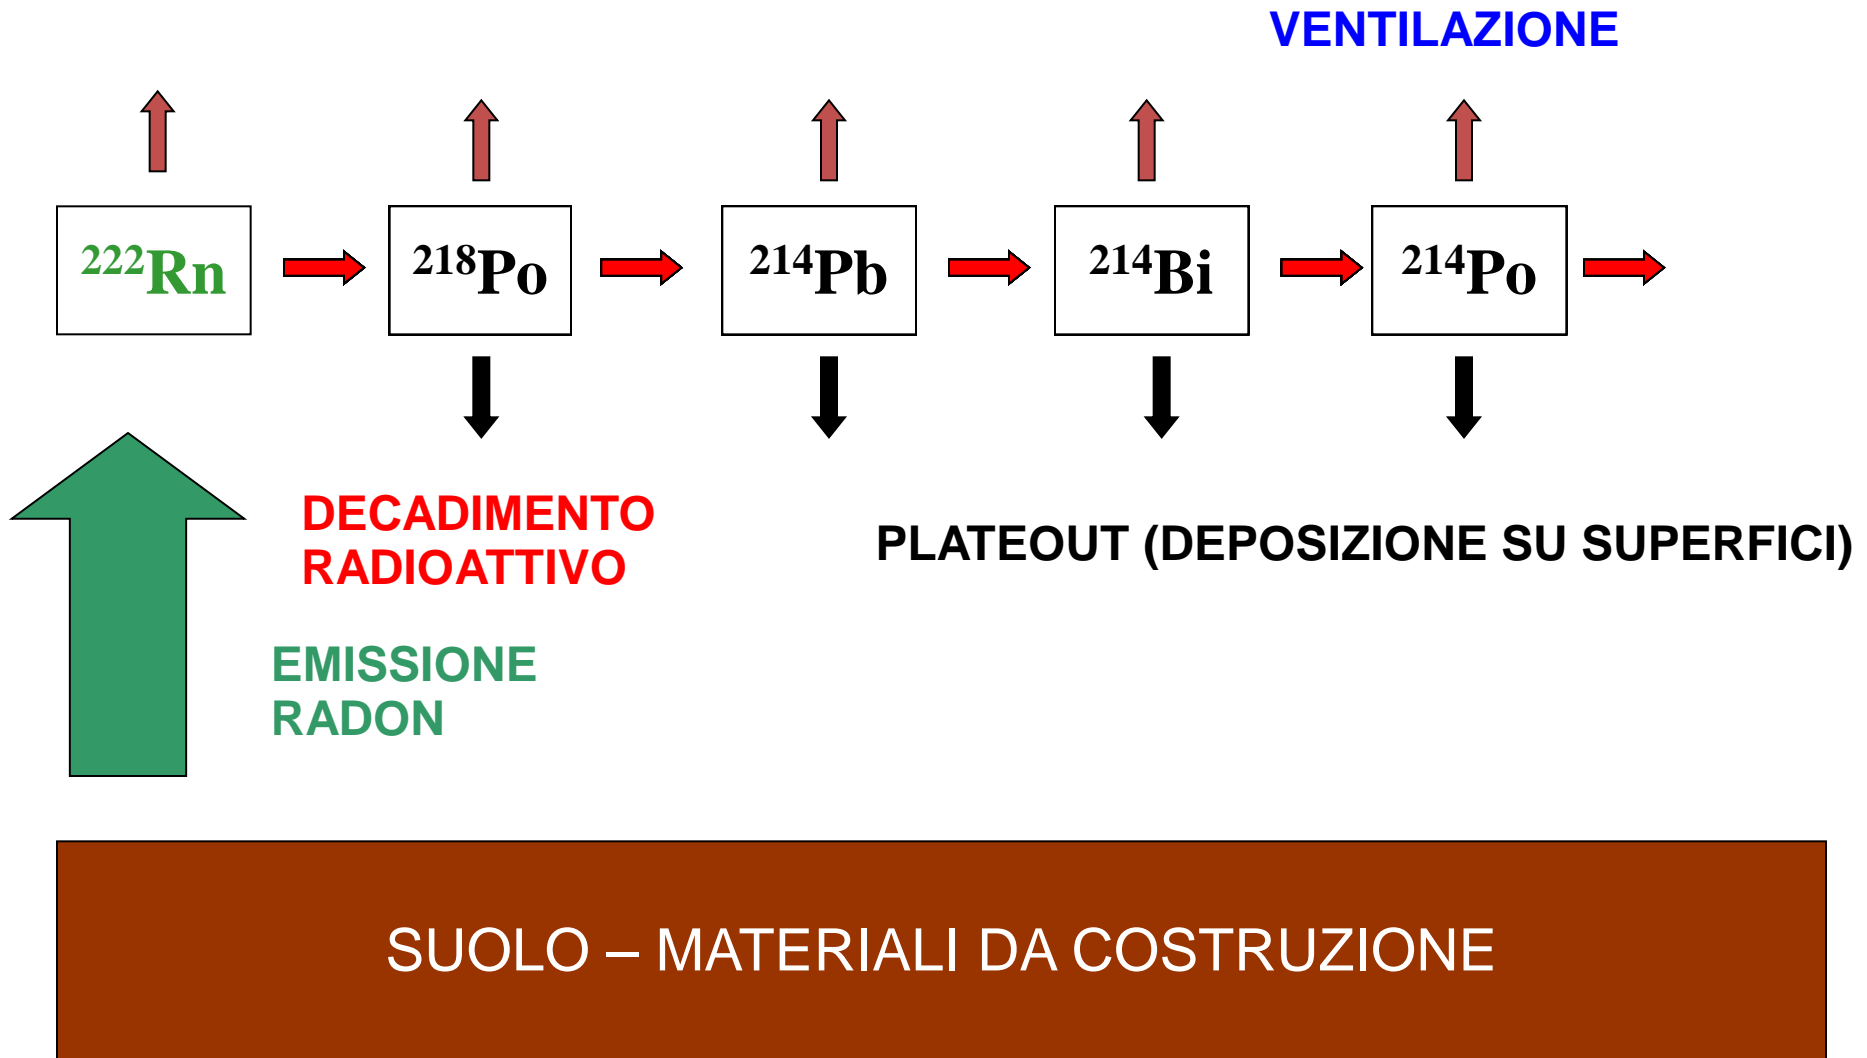 VENTILAZIONE
²²²Rn ²¹⁸Po ²¹⁴Pb ²¹⁴Bi ²¹⁴Po
DECADIMENTO
RADIOATTIVO
PLATEOUT (DEPOSIZIONE SU SUPERFICI)
EMISSIONE
RADON
SUOLO – MATERIALI DA COSTRUZIONE